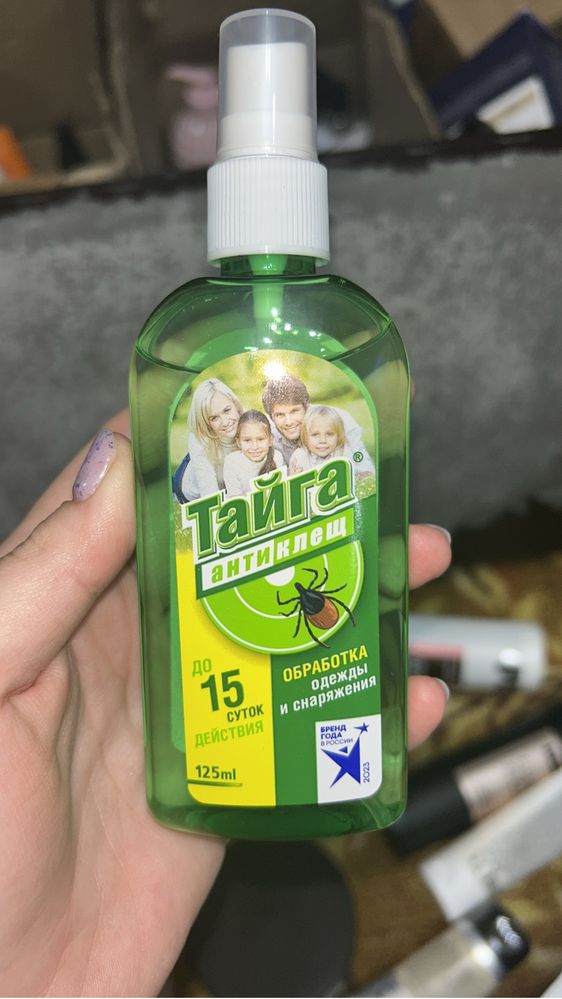 Тайга®
антиклещ
ДО
15
СУТОК
ДЕЙСТВИЯ
125ml
ОБРАБОТКА
ОДЕЖДЫ
И СНАРЯЖЕНИЯ
БРЕНД
ГОДА
В РОССИИ
2023